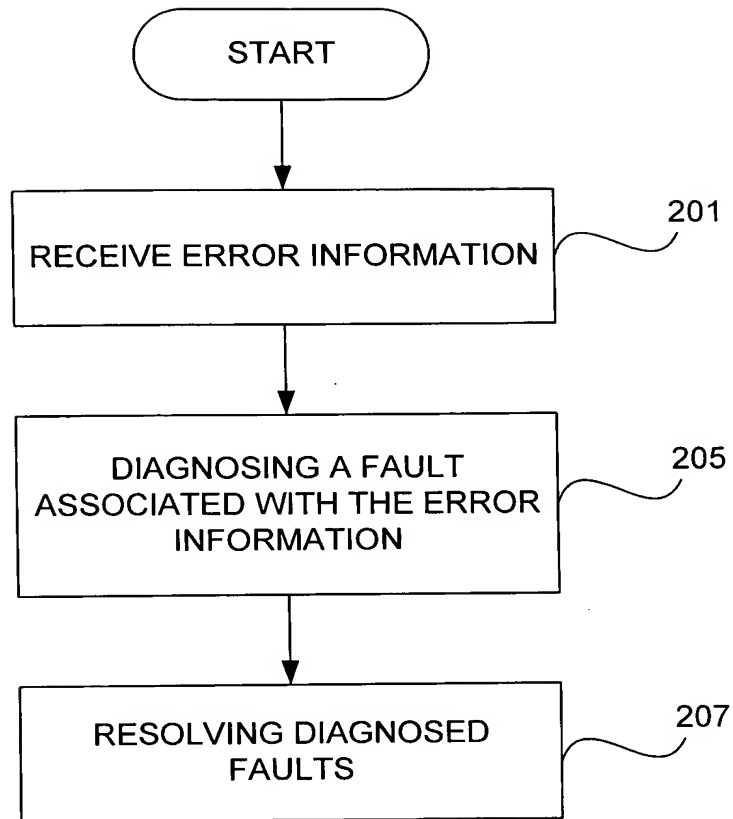 START
201
RECEIVE ERROR INFORMATION
205
DIAGNOSING A FAULT
ASSOCIATED WITH THE ERROR
INFORMATION
207
RESOLVING DIAGNOSED
FAULTS